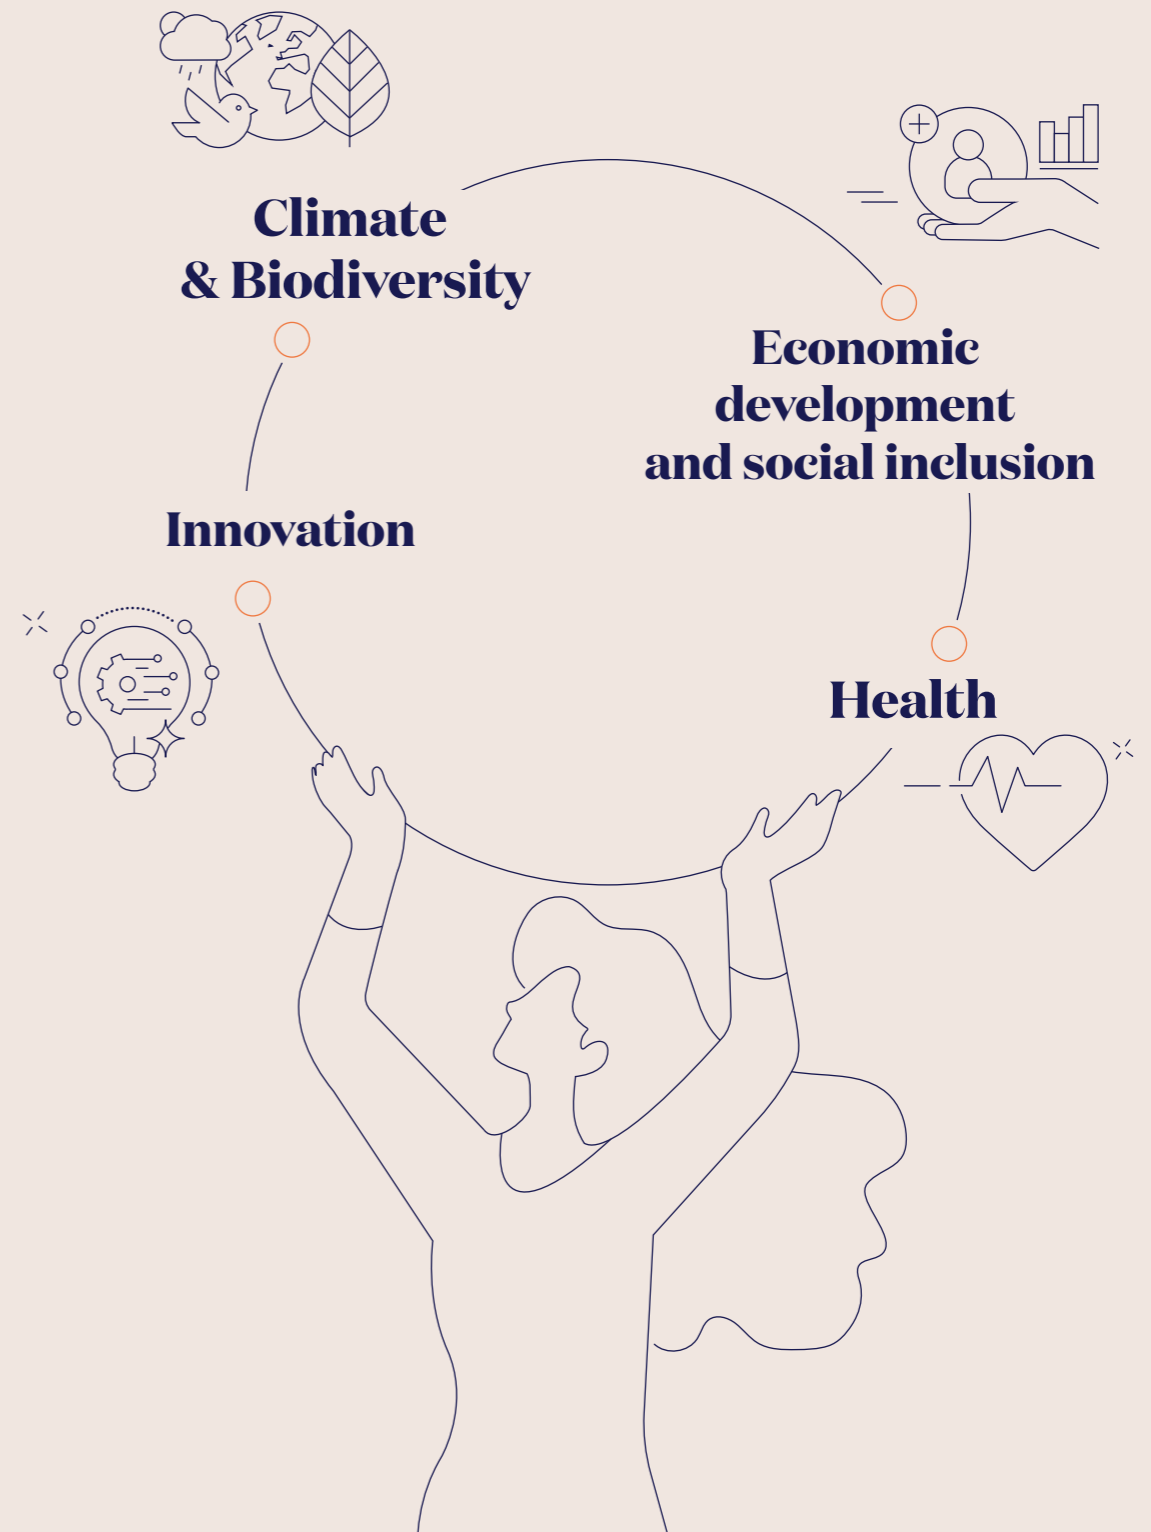 Climate
& Biodiversity
Economic
development
and social inclusion
Innovation
Health